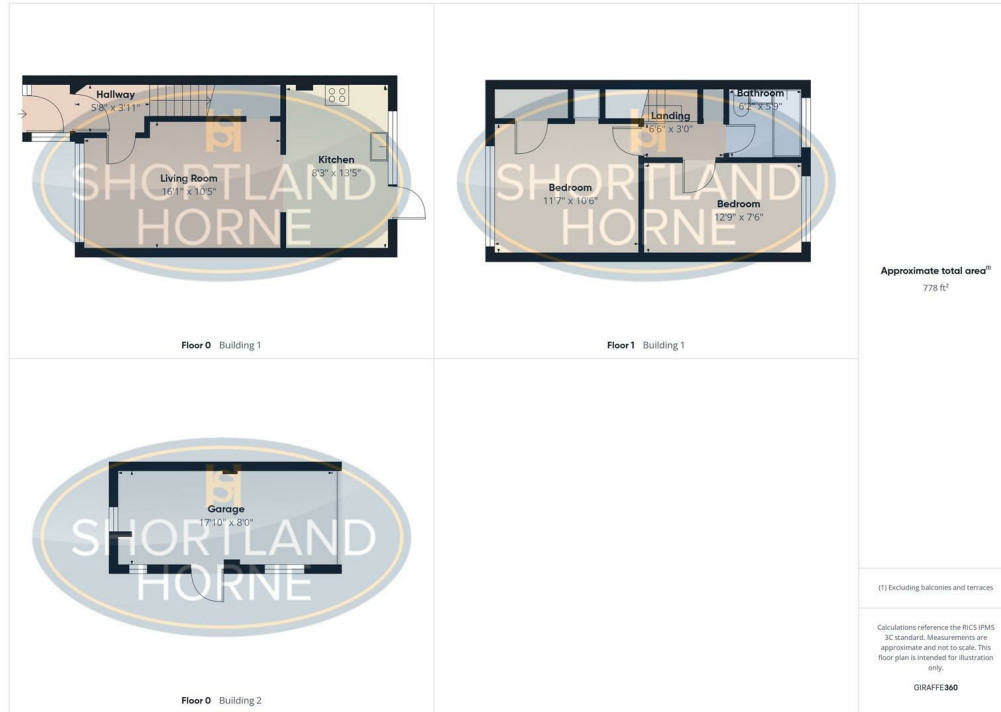 Hallway
5'8" x 3'11"
Living Room
16'1" x 10'5"
Kitchen
8'3" x 13'5"
SHORTLAND
HORNE
Floor 0 Building 1
Bathroom
6'2" x 5'9"
Landing
6'6" x 3'0"
Bedroom
11'7" x 10'6"
Bedroom
12'9" x 7'6"
SHORTLAND
HORNE
Floor 1 Building 1
Garage
17'10" x 8'0"
SHORTLAND
HORNE
Floor 0 Building 2
Approximate total area(1)
778 ft²
(1) Excluding balconies and terraces
Calculations reference the RICS IPMS
3C standard. Measurements are
approximate and not to scale. This
floor plan is intended for illustration
only.
GIRAFFE360